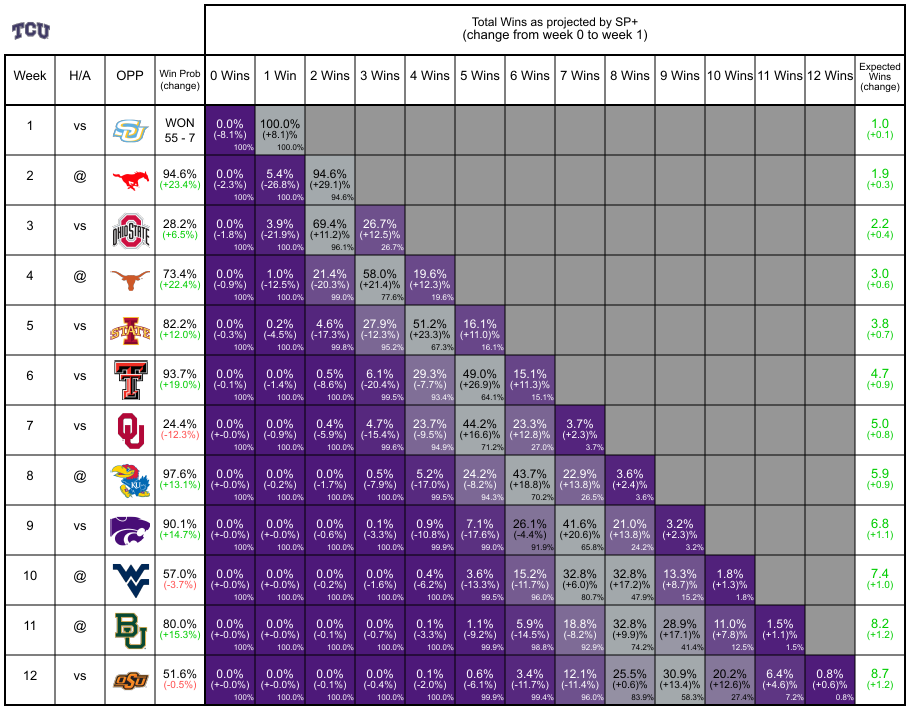 TCU
Total Wins as projected by SP+
(change from week 0 to week 1)
Week H/A OPP Win Prob (change) 0 Wins 1 Win 2 Wins 3 Wins 4 Wins 5 Wins 6 Wins 7 Wins 8 Wins 9 Wins 10 Wins 11 Wins 12 Wins Expected Wins (change)
1 vs SU WON 0.0% 100.0% 1.0
55 - 7 (-8.1%) (+8.1)% (+0.1)
100% 100.0%
2 @ 94.6% 0.0% 5.4% 94.6% 1.9
(+23.4%) (-2.3%) (-26.8%) (+29.1)% (+0.3)
100% 100.0% 94.6%
3 vs OHIO STATE 28.2% 0.0% 3.9% 69.4% 26.7% 2.2
(+6.5%) (-1.8%) (-21.9%) (+11.2)% (+12.5)% (+0.4)
100% 100.0% 96.1% 26.7%
4 @ 73.4% 0.0% 1.0% 21.4% 58.0% 19.6% 3.0
(+22.4%) (-0.9%) (-12.5%) (-20.3%) (+21.4)% (+12.3)% (+0.6)
100% 100.0% 99.0% 77.6% 19.6%
5 vs I STATE 82.2% 0.0% 0.2% 4.6% 27.9% 51.2% 16.1% 3.8
(+12.0%) (-0.3%) (-4.5%) (-17.3%) (-12.3%) (+23.3)% (+11.0)% (+0.7)
100% 100.0% 99.8% 95.2% 67.3% 16.1%
6 vs T 93.7% 0.0% 0.0% 0.5% 6.1% 29.3% 49.0% 15.1% 4.7
(+19.0%) (-0.1%) (-1.4%) (-8.6%) (-20.4%) (-7.7%) (+26.9)% (+11.3)% (+0.9)
100% 100.0% 100.0% 99.5% 93.4% 64.1% 15.1%
7 vs OU 24.4% 0.0% 0.0% 0.4% 4.7% 23.7% 44.2% 23.3% 3.7% 5.0
(-12.3%) (+-0.0%) (-0.9%) (-5.9%) (-15.4%) (-9.5%) (+16.6)% (+12.8)% (+2.3)% (+0.8)
100% 100.0% 100.0% 99.6% 94.9% 71.2% 27.0% 3.7%
8 @ KU 97.6% 0.0% 0.0% 0.0% 0.5% 5.2% 24.2% 43.7% 22.9% 3.6% 5.9
(+13.1%) (+-0.0%) (-0.2%) (-1.7%) (-7.9%) (-17.0%) (-8.2%) (+18.8)% (+13.8)% (+2.4)% (+0.9)
100% 100.0% 100.0% 100.0% 99.5% 94.3% 70.2% 26.5% 3.6%
9 vs 90.1% 0.0% 0.0% 0.0% 0.1% 0.9% 7.1% 26.1% 41.6% 21.0% 3.2% 6.8
(+14.7%) (+-0.0%) (+-0.0%) (-0.6%) (-3.3%) (-10.8%) (-17.6%) (-4.4%) (+20.6)% (+13.8)% (+2.3)% (+1.1)
100% 100.0% 100.0% 100.0% 99.9% 99.0% 91.9% 65.8% 24.2% 3.2%
10 @ WV 57.0% 0.0% 0.0% 0.0% 0.0% 0.4% 3.6% 15.2% 32.8% 32.8% 13.3% 1.8% 7.4
(-3.7%) (+-0.0%) (+-0.0%) (-0.2%) (-1.6%) (-6.2%) (-13.3%) (-11.7%) (+6.0)% (+17.2)% (+8.7)% (+1.3)% (+1.0)
100% 100.0% 100.0% 100.0% 100.0% 99.5% 96.0% 80.7% 47.9% 15.2% 1.8%
11 @ BU 80.0% 0.0% 0.0% 0.0% 0.0% 0.1% 1.1% 5.9% 18.8% 32.8% 28.9% 11.0% 1.5% 8.2
(+15.3%) (+-0.0%) (+-0.0%) (-0.1%) (-0.7%) (-3.3%) (-9.2%) (-14.5%) (-8.2%) (+9.9)% (+17.1)% (+7.8)% (+1.1)% (+1.2)
100% 100.0% 100.0% 100.0% 100.0% 99.9% 98.8% 92.9% 74.2% 41.4% 12.5% 1.5%
12 vs OSU 51.6% 0.0% 0.0% 0.0% 0.0% 0.1% 0.6% 3.4% 12.1% 25.5% 30.9% 20.2% 6.4% 0.8% 8.7
(-0.5%) (+-0.0%) (+-0.0%) (-0.1%) (-0.4%) (-2.0%) (-6.1%) (-11.7%) (-11.4%) (+0.6)% (+13.4)% (+12.6)% (+4.6)% (+0.6)% (+1.2)
100% 100.0% 100.0% 100.0% 100.0% 99.9% 99.4% 96.0% 83.9% 58.3% 27.4% 7.2% 0.8%